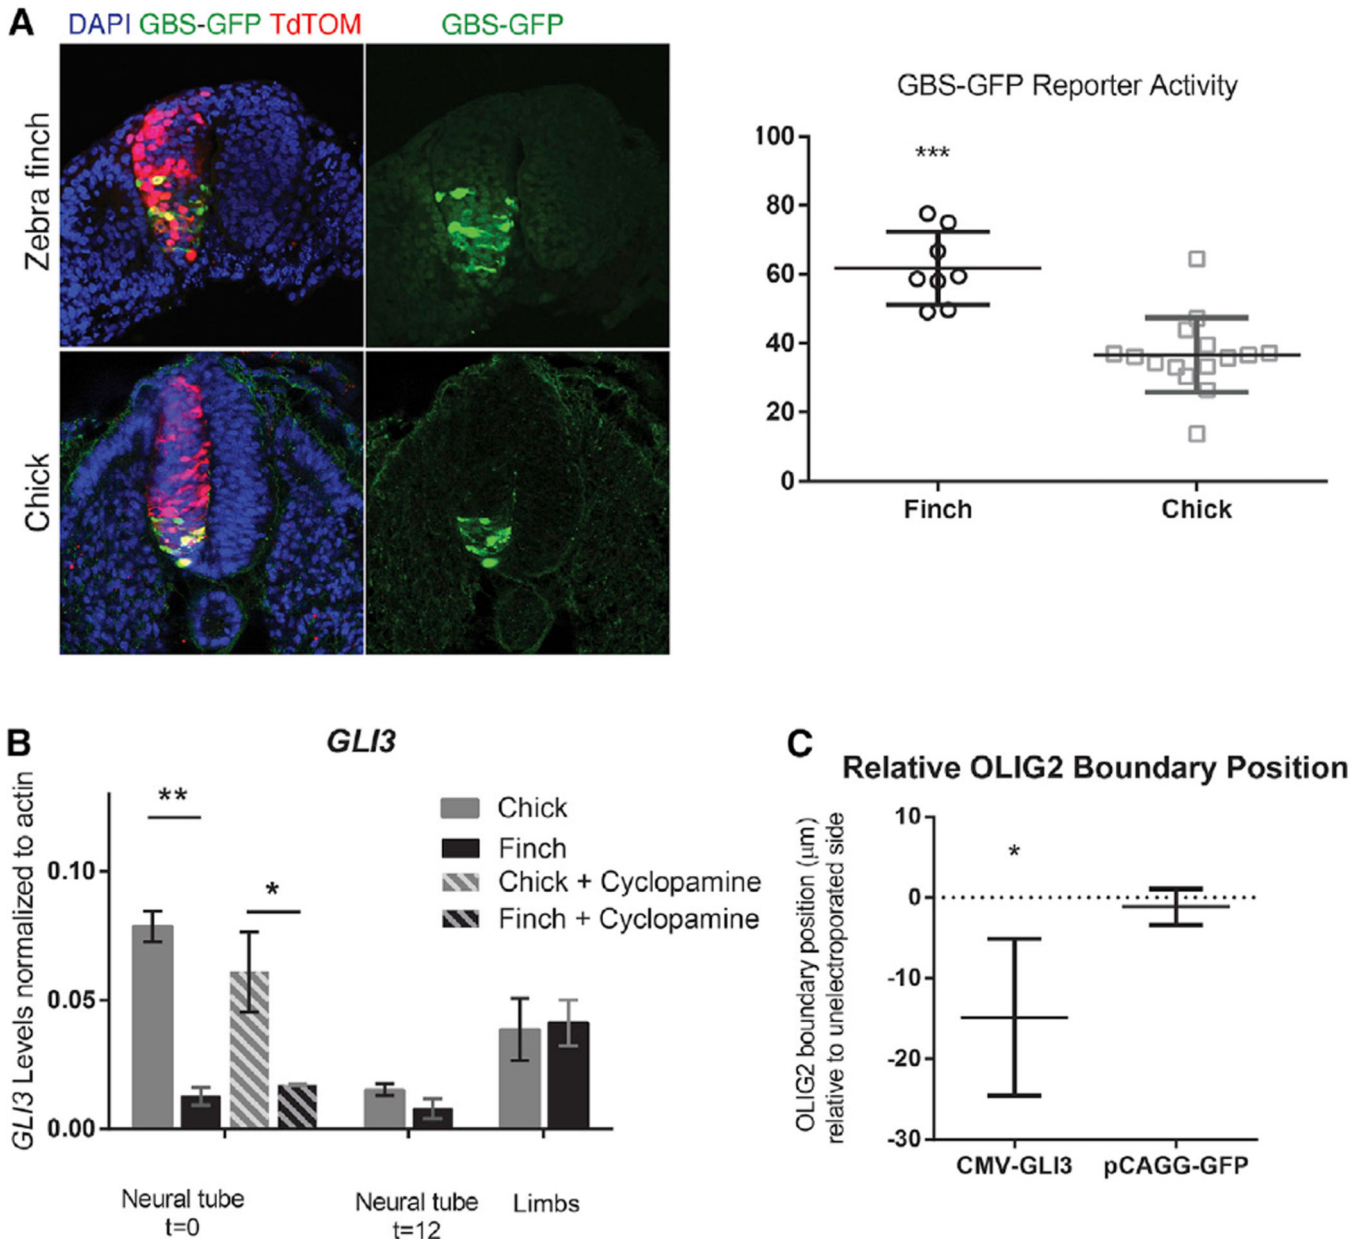 A
DAPI GBS-GFP TdTOM
GBS-GFP
Zebra finch
Chick
GBS-GFP Reporter Activity
100
80
60
40
20
0
***
Finch
Chick
B
GLI3
GLI3 Levels normalized to actin
0.10
0.05
0.00
**
*
Chick
Finch
Chick + Cyclopamine
Finch + Cyclopamine
Neural tube
t=0
Neural tube
t=12
Limbs
C
Relative OLIG2 Boundary Position
OLIG2 boundary position (µm)
relative to unelectroporated side
10
0
-10
-20
-30
*
CMV-GLI3
pCAGG-GFP